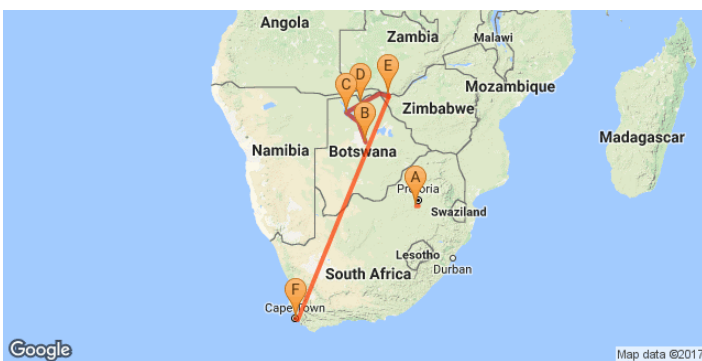 Angola
Zambia
Malawi
E
D
C
Mozambique
Zimbabwe
B
Madagascar
Namibia
Botswana
A
Pretoria
Swaziland
Lesotho
Durban
South Africa
F
Cape Town
Google
Map data ©2017